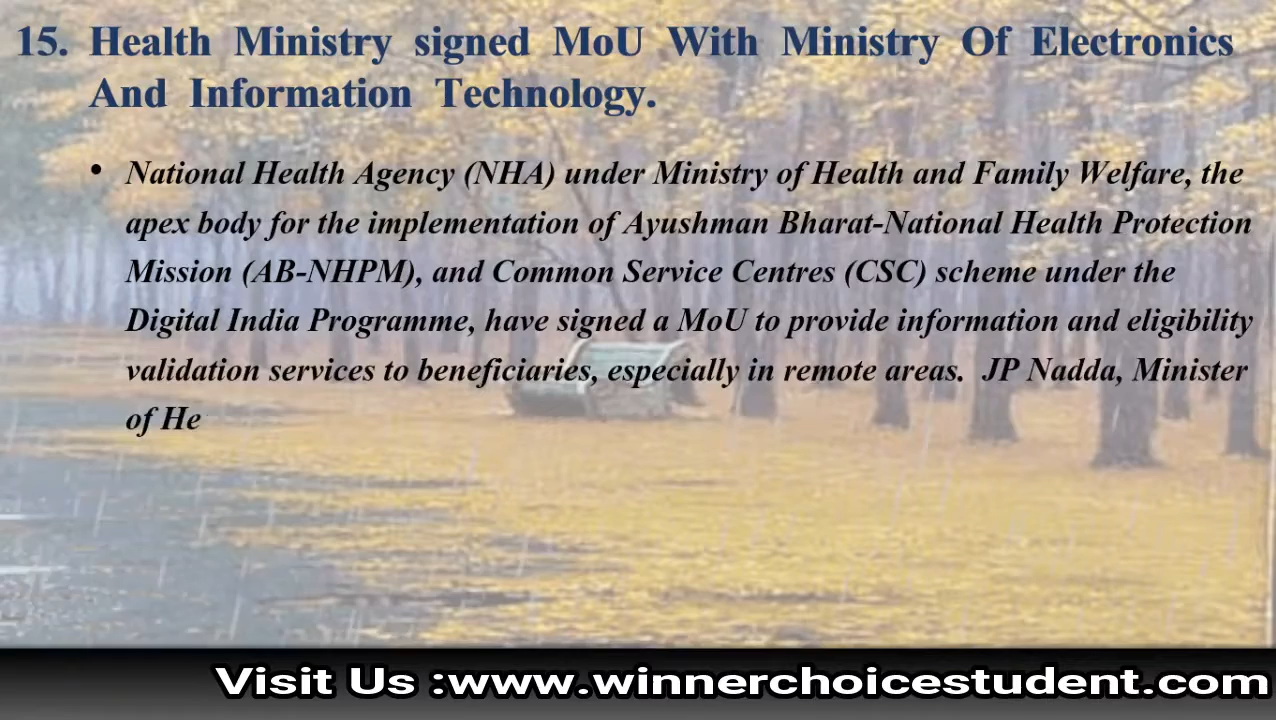 15. Health Ministry signed MoU With Ministry Of Electronics
And Information Technology.
• National Health Agency (NHA) under Ministry of Health and Family Welfare, the
apex body for the implementation of Ayushman Bharat-National Health Protection
Mission (AB-NHPM), and Common Service Centres (CSC) scheme under the
Digital India Programme, have signed a MoU to provide information and eligibility
validation services to beneficiaries, especially in remote areas. JP Nadda, Minister
of He
Visit Us :www.winnerchoicestudent.com